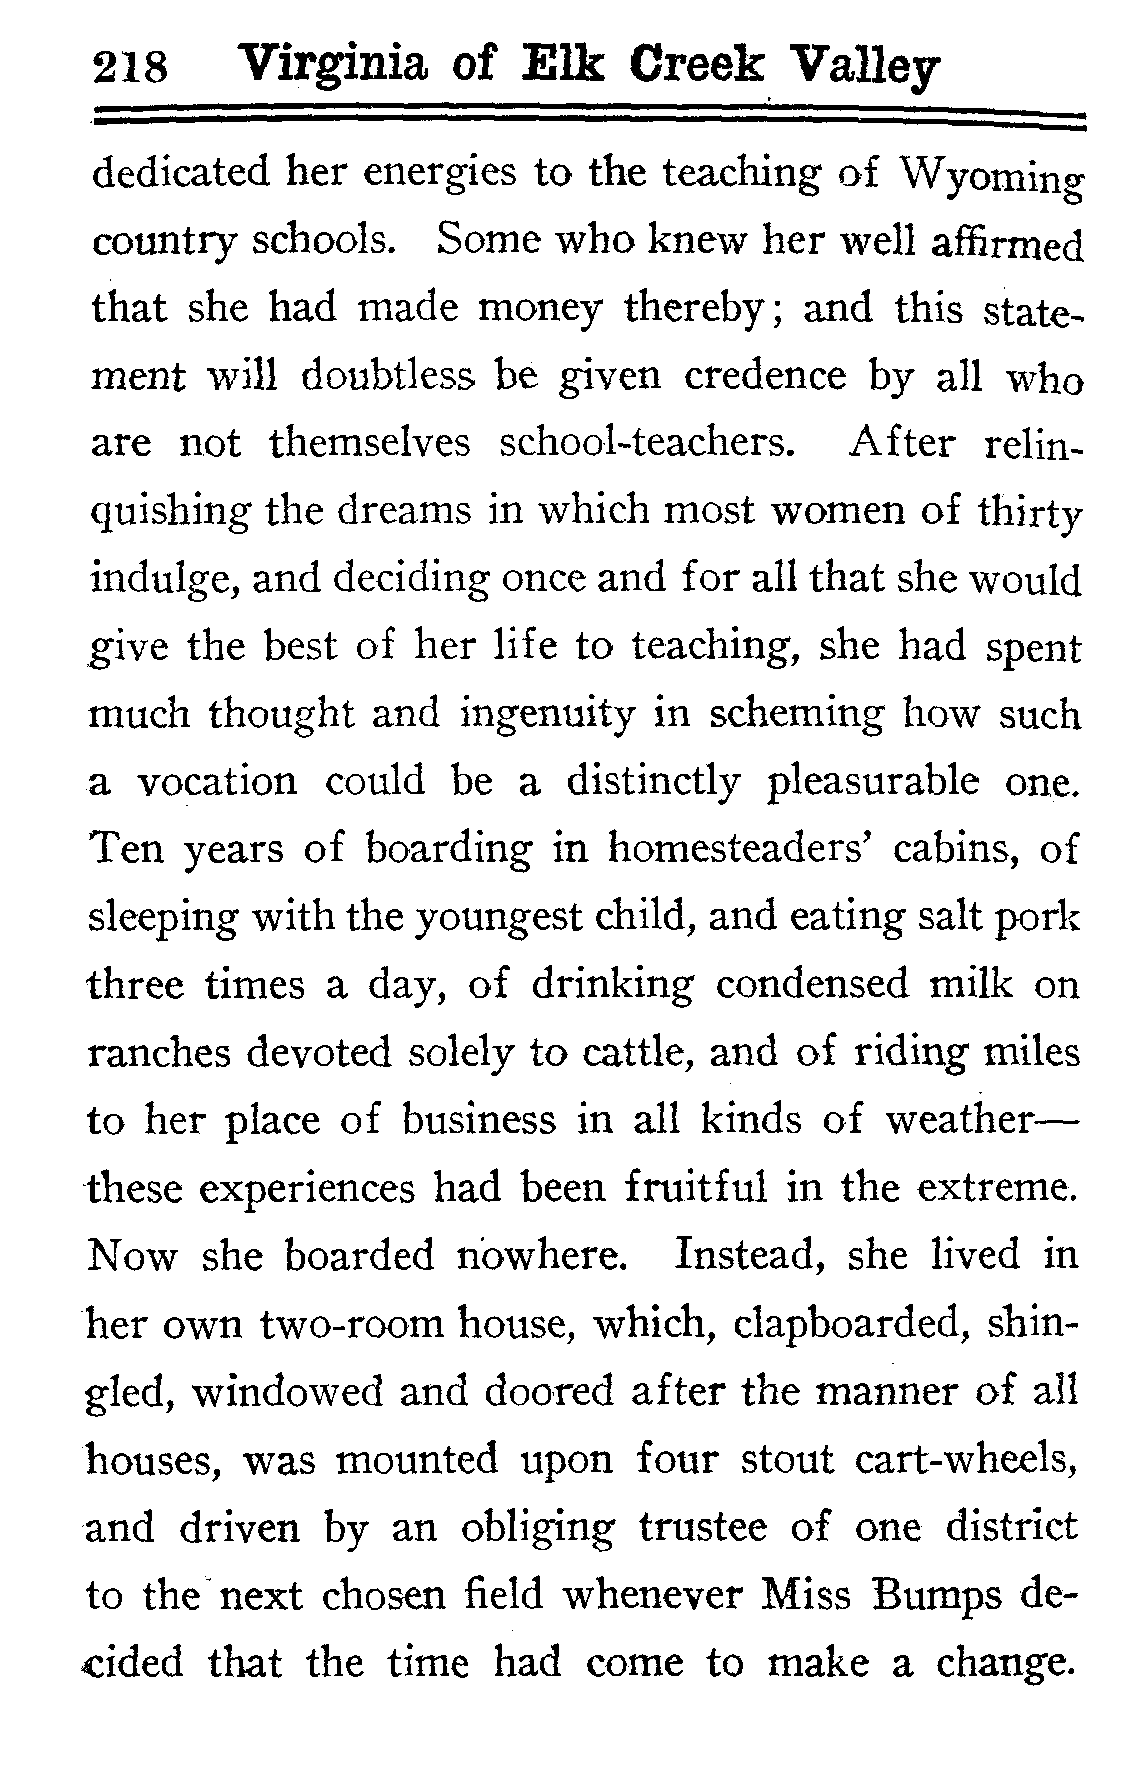 218 Virginia of Elk Creek Valley
dedicated her energies to the teaching of Wyoming
country schools. Some who knew her well affirmed
that she had made money thereby; and this state-
ment will doubtless be given credence by all who
are not themselves school-teachers. After relin-
quishing the dreams in which most women of thirty
indulge, and deciding once and for all that she would
give the best of her life to teaching, she had spent
much thought and ingenuity in scheming how such
a vocation could be a distinctly pleasurable one.
Ten years of boarding in homesteaders' cabins, of
sleeping with the youngest child, and eating salt pork
three times a day, of drinking condensed milk on
ranches devoted solely to cattle, and of riding miles
to her place of business in all kinds of weather—
these experiences had been fruitful in the extreme.
Now she boarded nowhere. Instead, she lived in
her own two-room house, which, clapboarded, shin-
gled, windowed and doored after the manner of all
houses, was mounted upon four stout cart-wheels,
and driven by an obliging trustee of one district
to the next chosen field whenever Miss Bumps de-
cided that the time had come to make a change.